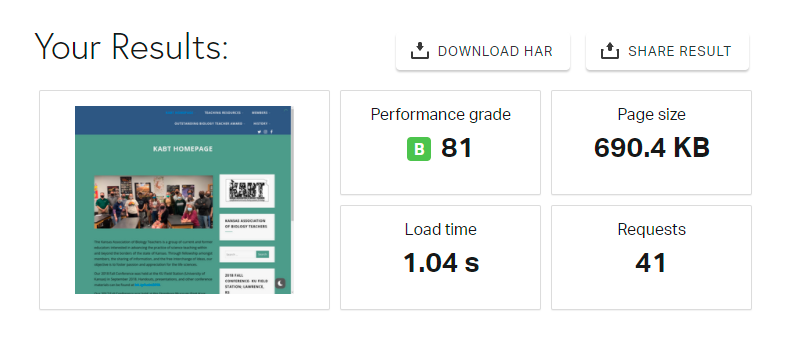 Your Results:
DOWNLOAD HAR
SHARE RESULT
Performance grade
B 81
Page size
690.4 KB
Load time
1.04 s
Requests
41
KABT HOMEPAGE
TEACHING RESOURCES
MEMBERS
OUTSTANDING BIOLOGY TEACHER AWARD
HISTORY
KABT HOMEPAGE
KABT
KANSAS ASSOCIATION
OF BIOLOGY TEACHERS
2018 FALL
CONFERENCE: KU FIELD
STATION; LAWRENCE,
KS